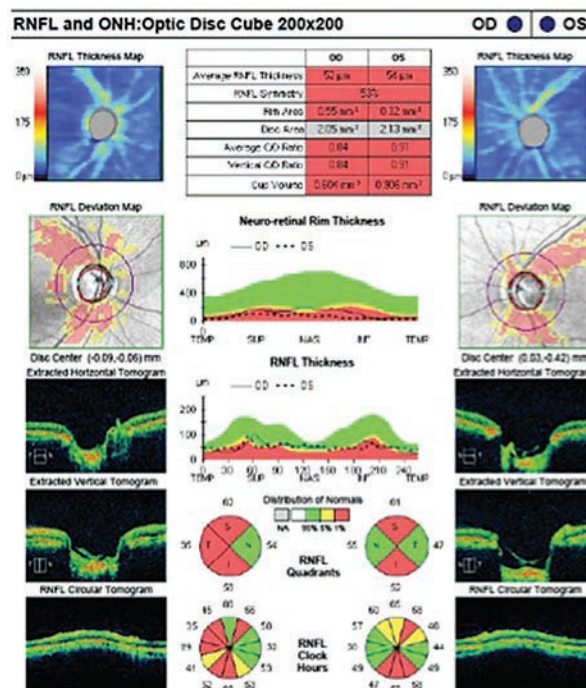 RNFL and ONH:Optic Disc Cube 200x200 OD OS
RNFL Thickness Map
350
175
0 µm
OD OS
Average RNFL Thickness 52 µm 54 µm
RNFL Symmetry 53%
Rim Area 0.55 mm² 0.32 mm²
Disc Area 2.05 mm² 2.13 mm²
Average C/D Ratio 0.84 0.91
Vertical C/D Ratio 0.84 0.91
Cup Volume 0.604 mm³ 0.906 mm³
RNFL Thickness Map
350
175
0 µm
RNFL Deviation Map
Disc Center (-0.09,-0.06) mm
Neuro-retinal Rim Thickness
µm OD OS
800
400
0
TEMP SUP NAS INF TEMP
RNFL Deviation Map
Disc Center (0.03,-0.42) mm
Extracted Horizontal Tomogram
RNFL Thickness
µm OD OS
200
100
0
0 30 60 90 120 150 180 210 240
TEMP SUP NAS INF TEMP
Extracted Horizontal Tomogram
Extracted Vertical Tomogram
Distribution of Normals
NA 95% 5% 1%
Extracted Vertical Tomogram
S
T N
I
54
RNFL
Quadrants
61
S
55 N T 47
I
RNFL Circular Tomogram
RNFL
Clock
Hours
RNFL Circular Tomogram